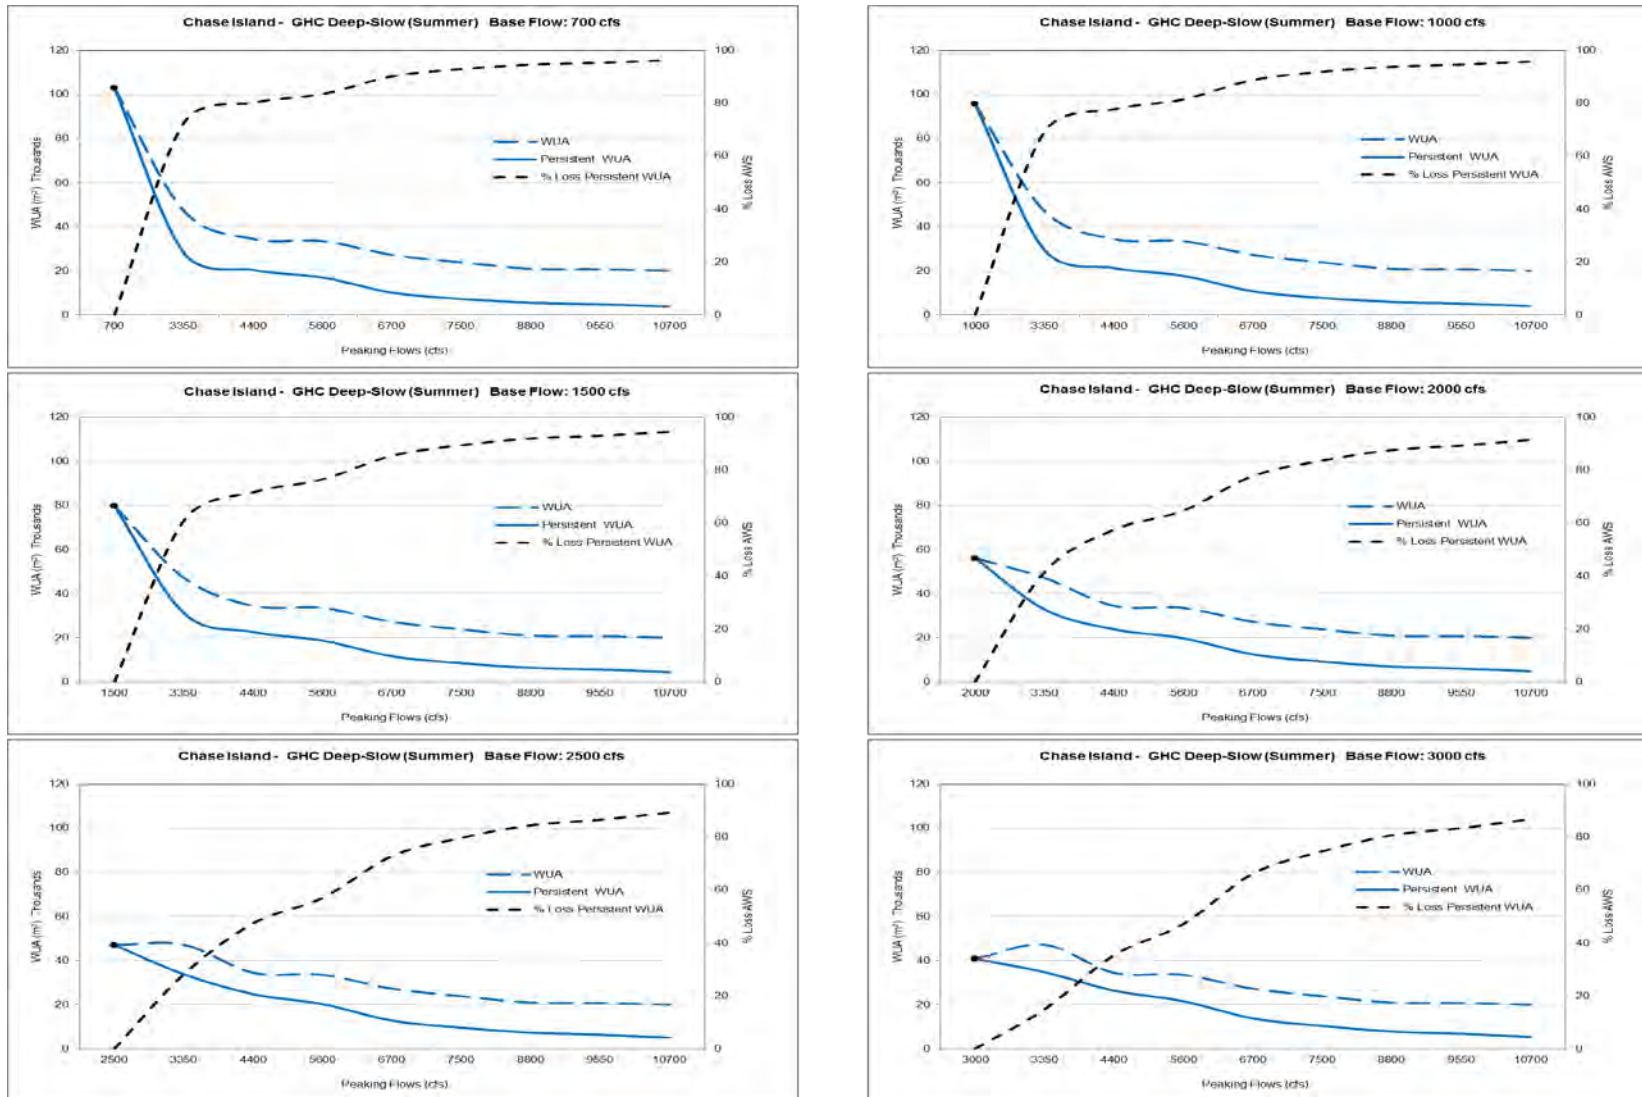 Chase Island - GHC Deep-Slow (Summer) Base Flow: 700 cfs
120
100
80
60
40
20
0
WUA (m²) Thousands
100
80
60
40
20
0
% Loss AWS
WUA
Persistent WUA
% Loss Persistent WUA
700 3350 4400 5600 6700 7500 8800 9550 10700
Peaking Flows (cfs)
Chase Island - GHC Deep-Slow (Summer) Base Flow: 1000 cfs
120
100
80
60
40
20
0
WUA (m²) Thousands
100
80
60
40
20
0
% Loss AWS
WUA
Persistent WUA
% Loss Persistent WUA
1000 3350 4400 5600 6700 7500 8800 9550 10700
Peaking Flows (cfs)
Chase Island - GHC Deep-Slow (Summer) Base Flow: 1500 cfs
120
100
80
60
40
20
0
WUA (m²) Thousands
100
80
60
40
20
0
% Loss AWS
WUA
Persistent WUA
% Loss Persistent WUA
1500 3350 4400 5600 6700 7500 8800 9550 10700
Peaking Flows (cfs)
Chase Island - GHC Deep-Slow (Summer) Base Flow: 2000 cfs
120
100
80
60
40
20
0
WUA (m²) Thousands
100
80
60
40
20
0
% Loss AWS
WUA
Persistent WUA
% Loss Persistent WUA
2000 3350 4400 5600 6700 7500 8800 9550 10700
Peaking Flows (cfs)
Chase Island - GHC Deep-Slow (Summer) Base Flow: 2500 cfs
120
100
80
60
40
20
0
WUA (m²) Thousands
100
80
60
40
20
0
% Loss AWS
WUA
Persistent WUA
% Loss Persistent WUA
2500 3350 4400 5600 6700 7500 8800 9550 10700
Peaking Flows (cfs)
Chase Island - GHC Deep-Slow (Summer) Base Flow: 3000 cfs
120
100
80
60
40
20
0
WUA (m²) Thousands
100
80
60
40
20
0
% Loss AWS
WUA
Persistent WUA
% Loss Persistent WUA
3000 3350 4400 5600 6700 7500 8800 9550 10700
Peaking Flows (cfs)